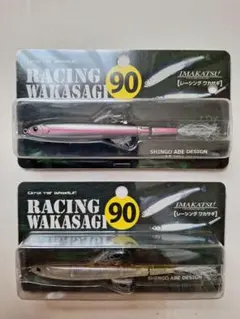 RACING
WAKASAGI
90
IMAKATSU
【レーシング ワカサギ】
SHINGO ABE DESIGN
RACING
WAKASAGI
90
IMAKATSU
【レーシング ワカサギ】
SHINGO ABE DESIGN